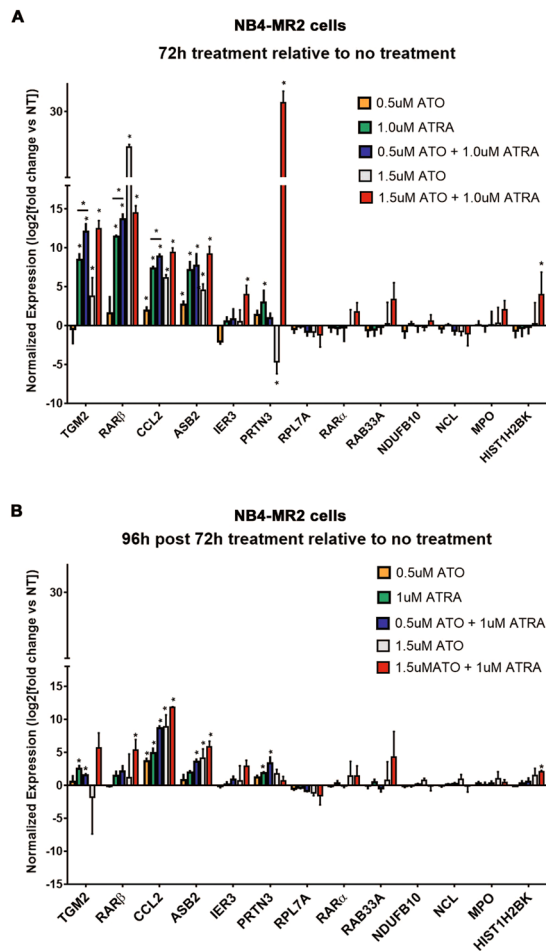 A
NB4-MR2 cells
72h treatment relative to no treatment
Normalized Expression (log2[fold change vs NT])
30
15
10
5
0
-5
-10
0.5uM ATO
1.0uM ATRA
0.5uM ATO + 1.0uM ATRA
1.5uM ATO
1.5uM ATO + 1.0uM ATRA
* * * * * * * * * * * * * * * * * * * * * * * * * *
TGM2
RARβ
CCL2
ASB2
IER3
PRTN3
RPL7A
RARα
RAB33A
NDUFB10
NCL
MPO
HIST1H2BK
B
NB4-MR2 cells
96h post 72h treatment relative to no treatment
Normalized Expression (log2[fold change vs NT])
30
15
10
5
0
-5
-10
-15
0.5uM ATO
1uM ATRA
0.5uM ATO + 1uM ATRA
1.5uM ATO
1.5uMATO + 1uM ATRA
* * * * * * * * * * * * * *
TGM2
RARβ
CCL2
ASB2
IER3
PRTN3
RPL7A
RARα
RAB33A
NDUFB10
NCL
MPO
HIST1H2BK